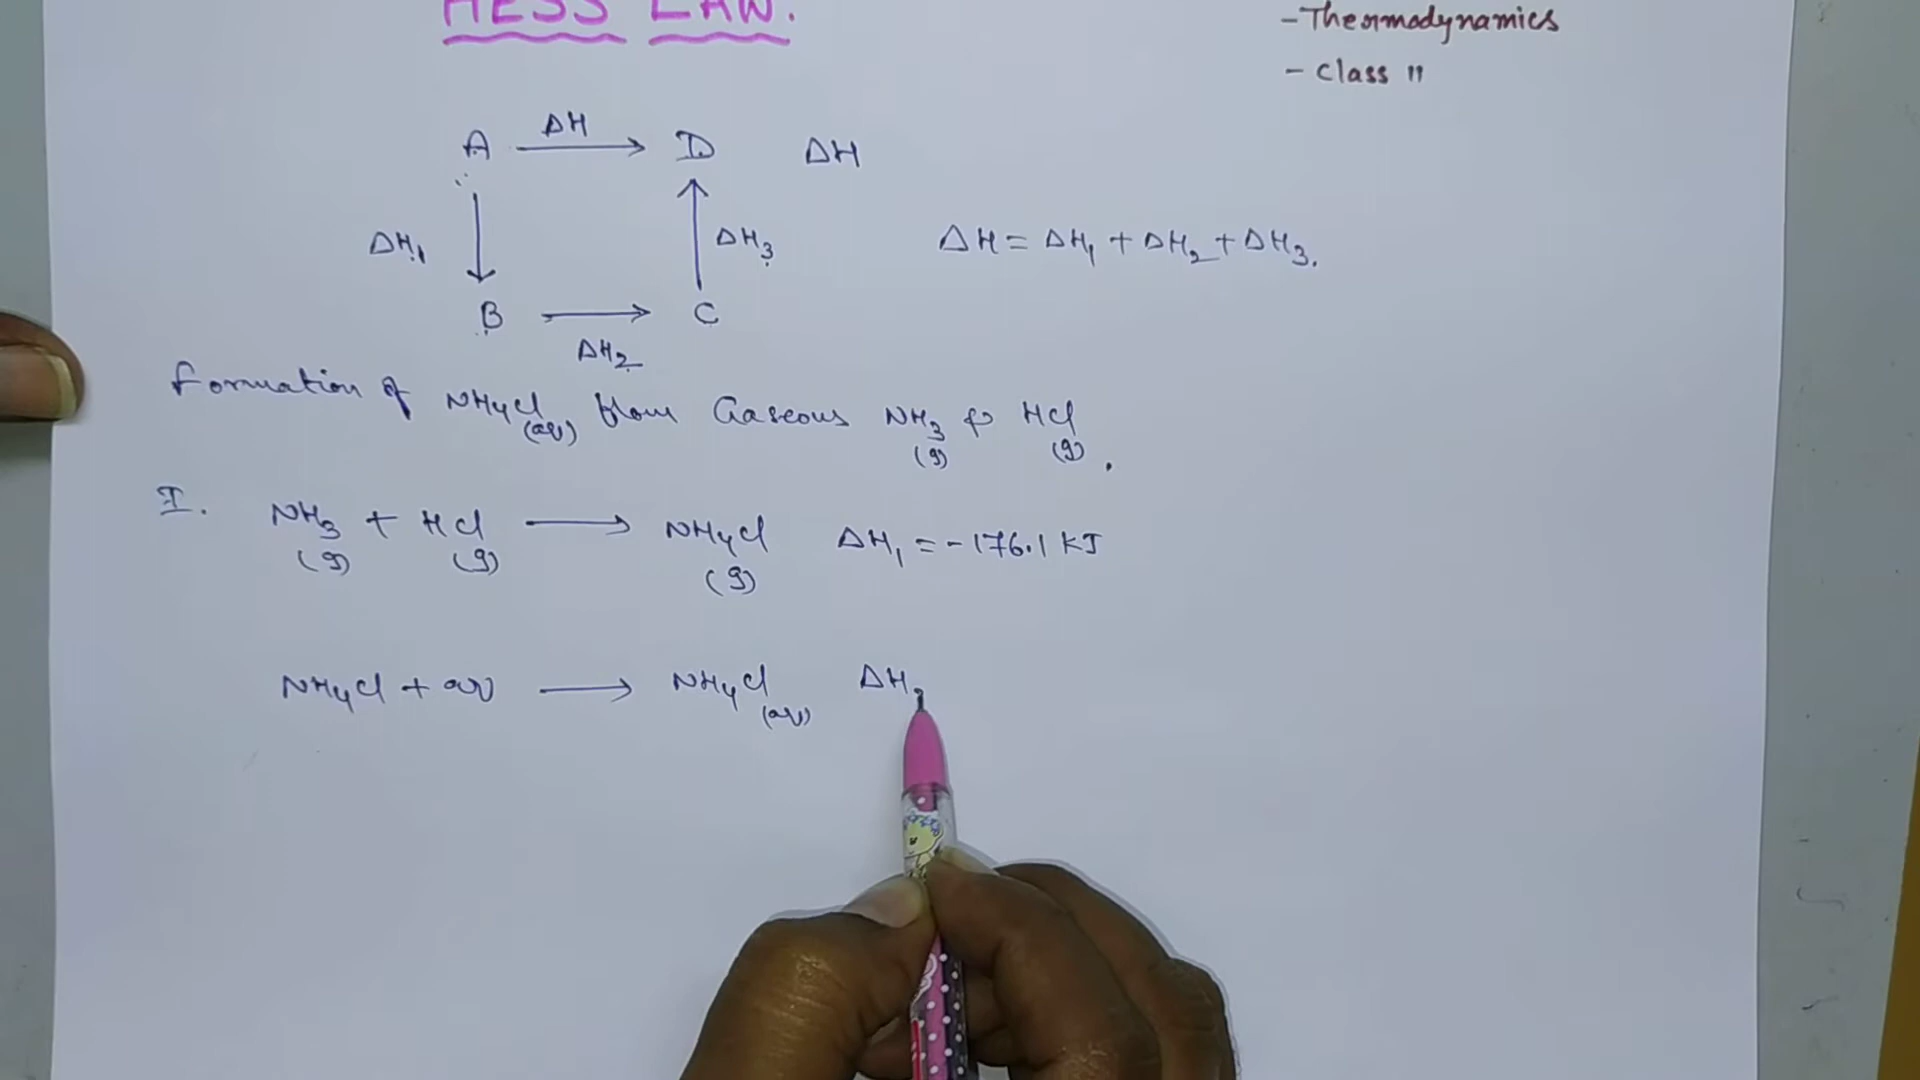 HESS LAW.
- Thermodynamics
- Class 11
A ΔH → D ΔH
ΔH1 ↓ ↑ ΔH3
ΔH = ΔH1 + ΔH2 + ΔH3.
B → C
ΔH2
Formation of NH4Cl(aq) from Gaseous NH3(g) & HCl(g).
I. NH3(g) + HCl(g) → NH4Cl(g) ΔH1 = -176.1 KJ
NH4Cl + aq → NH4Cl(aq) ΔH2